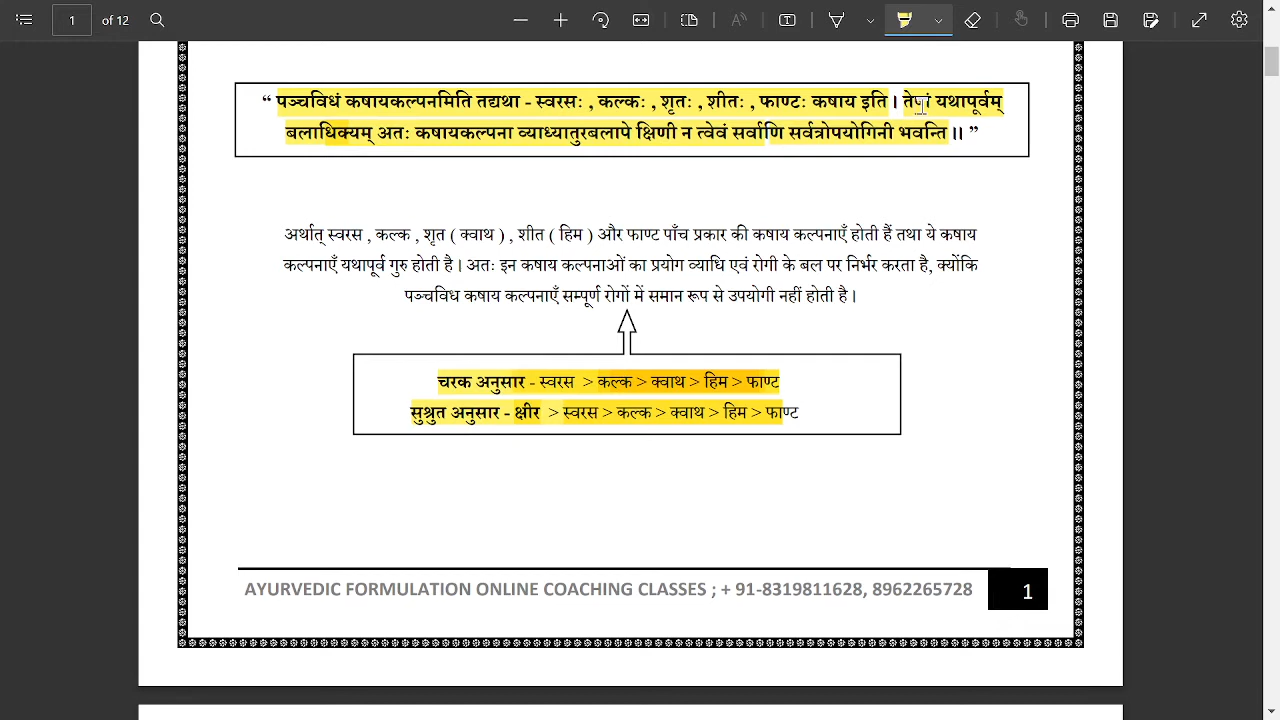 1
of 12
“ पञ्चविधं कषायकल्पनमिति तद्यथा - स्वरसः , कल्कः , शृतः , शीतः , फाण्टः कषाय इति । तेषां यथापूर्वम्
बलाधिक्यम् अतः कषायकल्पना व्याध्यातुरबलापे क्षिणी न त्वेवं सर्वाणि सर्वत्रोपयोगिनी भवन्ति ।। ”
अर्थात् स्वरस , कल्क , शृत ( क्वाथ ) , शीत ( हिम ) और फाण्ट पाँच प्रकार की कषाय कल्पनाएँ होती हैं तथा ये कषाय
कल्पनाएँ यथापूर्व गुरु होती है । अतः इन कषाय कल्पनाओं का प्रयोग व्याधि एवं रोगी के बल पर निर्भर करता है, क्योंकि
पञ्चविध कषाय कल्पनाएँ सम्पूर्ण रोगों में समान रूप से उपयोगी नहीं होती है ।
चरक अनुसार - स्वरस > कल्क > क्वाथ > हिम > फाण्ट
सुश्रुत अनुसार - क्षीर > स्वरस > कल्क > क्वाथ > हिम > फाण्ट
AYURVEDIC FORMULATION ONLINE COACHING CLASSES ; + 91-8319811628, 8962265728
1